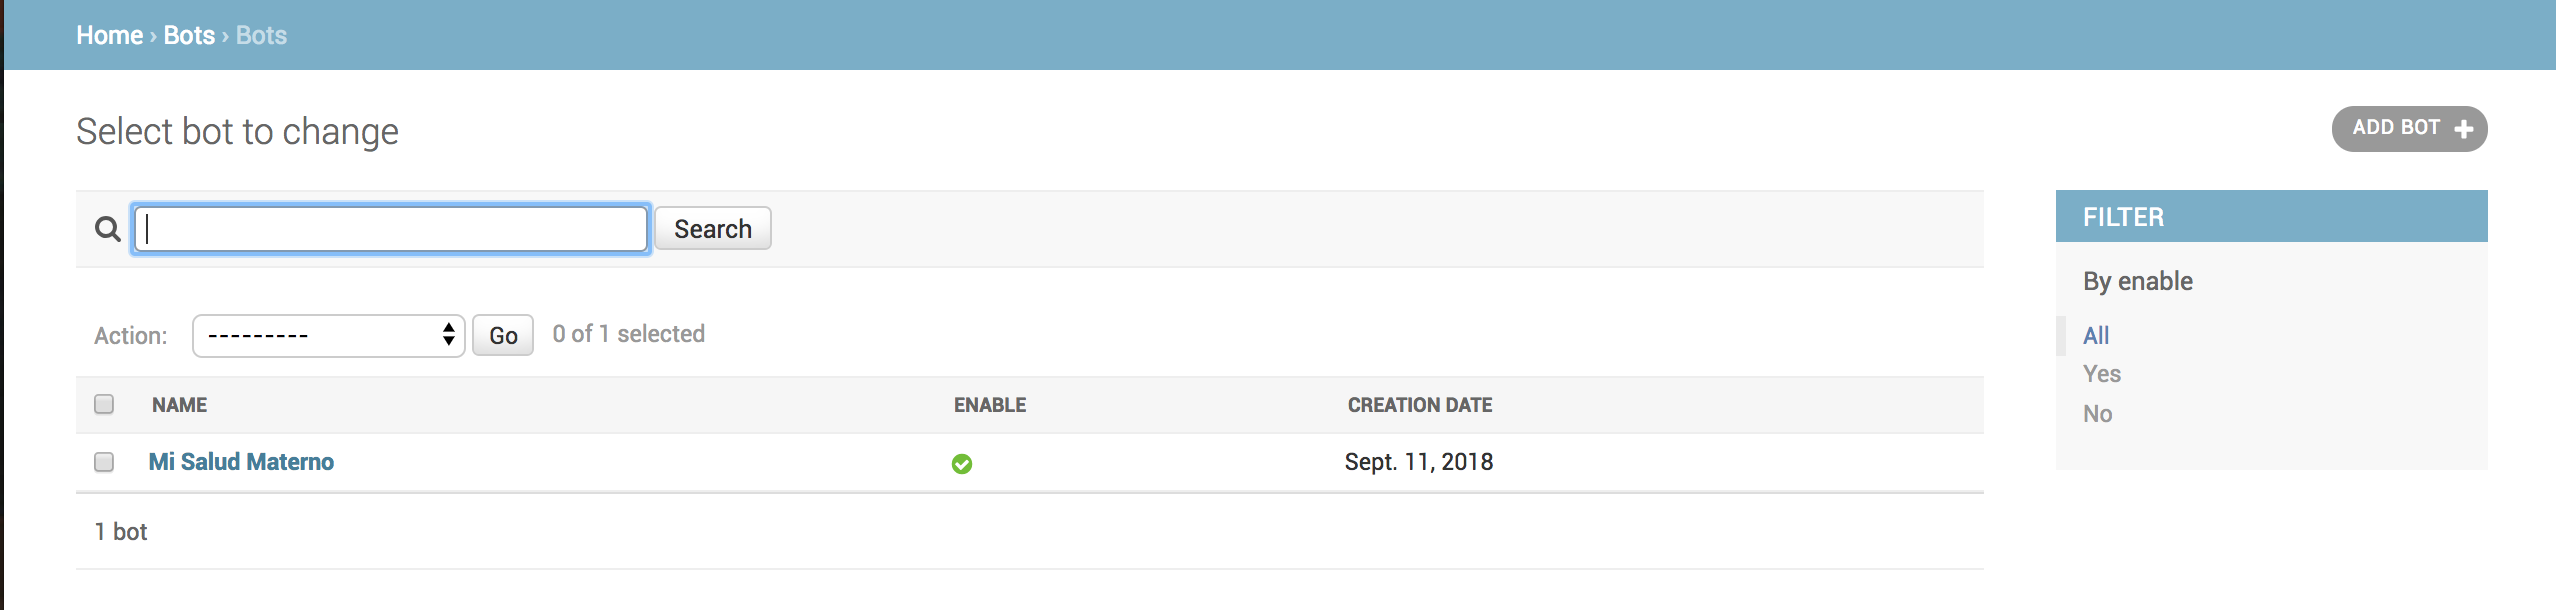 Home › Bots › Bots
Select bot to change
ADD BOT +
Search
FILTER
By enable
All
Yes
No
Action: --------- Go 0 of 1 selected
NAME ENABLE CREATION DATE
Mi Salud Materno Sept. 11, 2018
1 bot